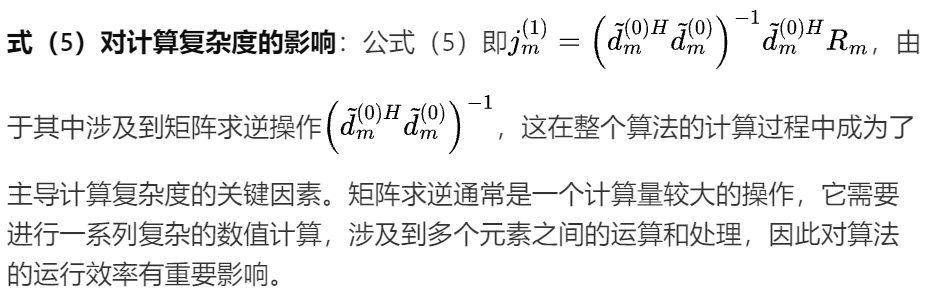 式（5）对计算复杂度的影响：公式（5）即$j_m^{(1)} = \left(\tilde{d}_m^{(0)H}\tilde{d}_m^{(0)}\right)^{-1}\tilde{d}_m^{(0)H}R_m$，由
于其中涉及到矩阵求逆操作$\left(\tilde{d}_m^{(0)H}\tilde{d}_m^{(0)}\right)^{-1}$，这在整个算法的计算过程中成为了
主导计算复杂度的关键因素。矩阵求逆通常是一个计算量较大的操作，它需要
进行一系列复杂的数值计算，涉及到多个元素之间的运算和处理，因此对算法
的运行效率有重要影响。